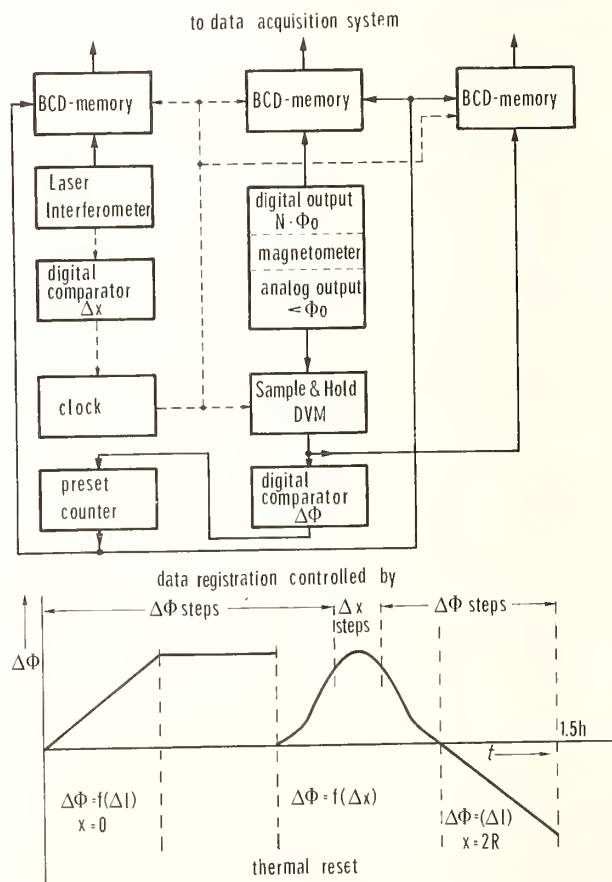 to data acquisition system
BCD-memory
BCD-memory
BCD-memory
Laser
Interferometer
digital output
N · Φ0
magnetometer
analog output
< Φ0
digital
comparator
Δx
clock
Sample & Hold
DVM
preset
counter
digital
comparator
ΔΦ
data registration controlled by
ΔΦ steps
Δx
steps
ΔΦ steps
ΔΦ
1.5h
t
ΔΦ = f(Δl)
x = 0
ΔΦ = f(Δx)
ΔΦ = (Δl)
x = 2R
thermal reset